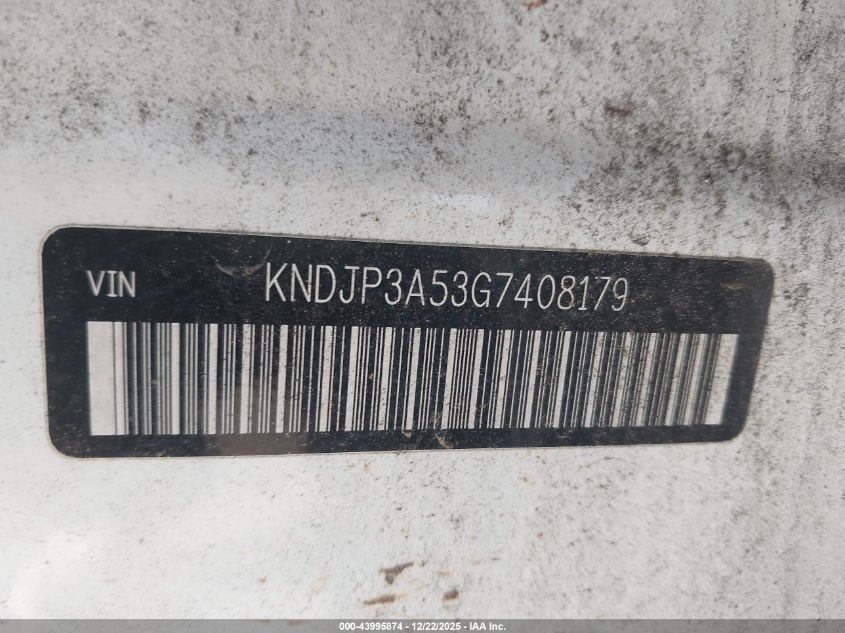 VIN KNDJP3A53G7408179
000-43995874 | 12/22/2025 | IAA Inc.